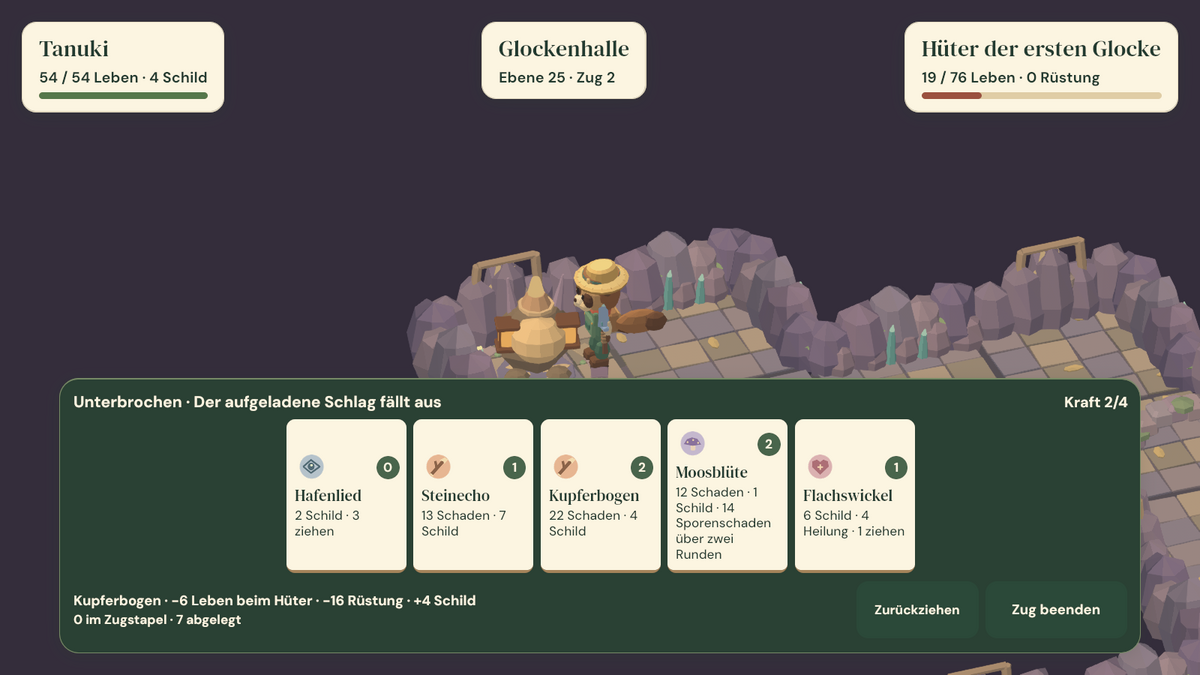 Tanuki
54 / 54 Leben · 4 Schild
Glockenhalle
Ebene 25 · Zug 2
Hüter der ersten Glocke
19 / 76 Leben · 0 Rüstung
Unterbrochen · Der aufgeladene Schlag fällt aus
Kraft 2/4
0
Hafenlied
2 Schild · 3
ziehen
1
Steinecho
13 Schaden · 7
Schild
2
Kupferbogen
22 Schaden · 4
Schild
2
Moosblüte
12 Schaden · 1
Schild · 14
Sporenschaden
über zwei
Runden
1
Flachswickel
6 Schild · 4
Heilung · 1 ziehen
Kupferbogen · −6 Leben beim Hüter · −16 Rüstung · +4 Schild
0 im Zugstapel · 7 abgelegt
Zurückziehen
Zug beenden